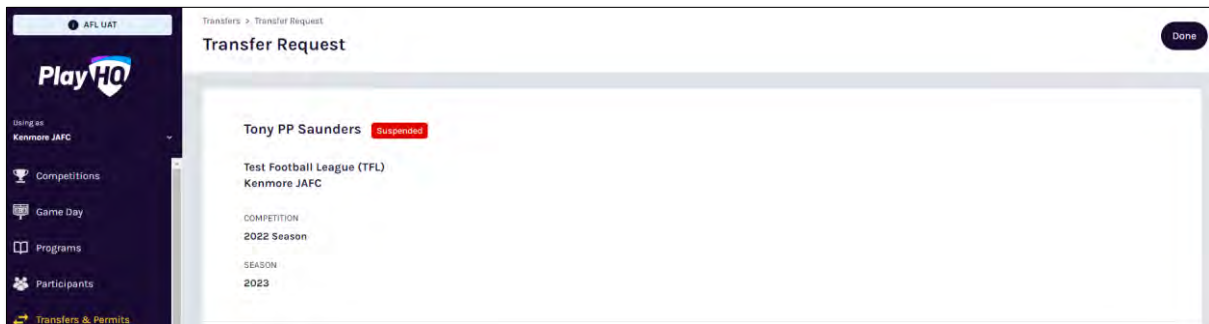 AFL UAT
PlayHQ
Using as
Kenmore JAFC
Competitions
Game Day
Programs
Participants
Transfers & Permits
Transfers > Transfer Request
Transfer Request
Done
Tony PP Saunders Suspended
Test Football League (TFL)
Kenmore JAFC
COMPETITION
2022 Season
SEASON
2023